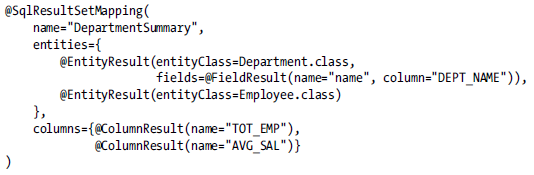 @SqlResultSetMapping(
    name="DepartmentSummary",
    entities={
        @EntityResult(entityClass=Department.class,
                      fields=@FieldResult(name="name", column="DEPT_NAME")),
        @EntityResult(entityClass=Employee.class)
    },
    columns={@ColumnResult(name="TOT_EMP"),
             @ColumnResult(name="AVG_SAL")}
)